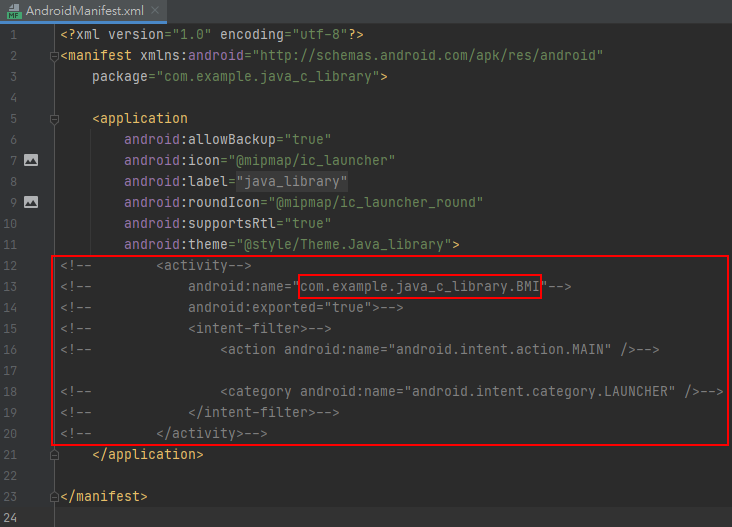 AndroidManifest.xml
1 <?xml version="1.0" encoding="utf-8"?>
2 <manifest xmlns:android="http://schemas.android.com/apk/res/android"
3     package="com.example.java_c_library">
4
5     <application
6         android:allowBackup="true"
7         android:icon="@mipmap/ic_launcher"
8         android:label="java_library"
9         android:roundIcon="@mipmap/ic_launcher_round"
10         android:supportsRtl="true"
11         android:theme="@style/Theme.Java_library">
12 <!--        <activity-->
13 <!--            android:name="com.example.java_c_library.BMI"-->
14 <!--            android:exported="true">-->
15 <!--            <intent-filter>-->
16 <!--                <action android:name="android.intent.action.MAIN" />-->
17
18 <!--                <category android:name="android.intent.category.LAUNCHER" />-->
19 <!--            </intent-filter>-->
20 <!--        </activity>-->
21     </application>
22
23 </manifest>
24